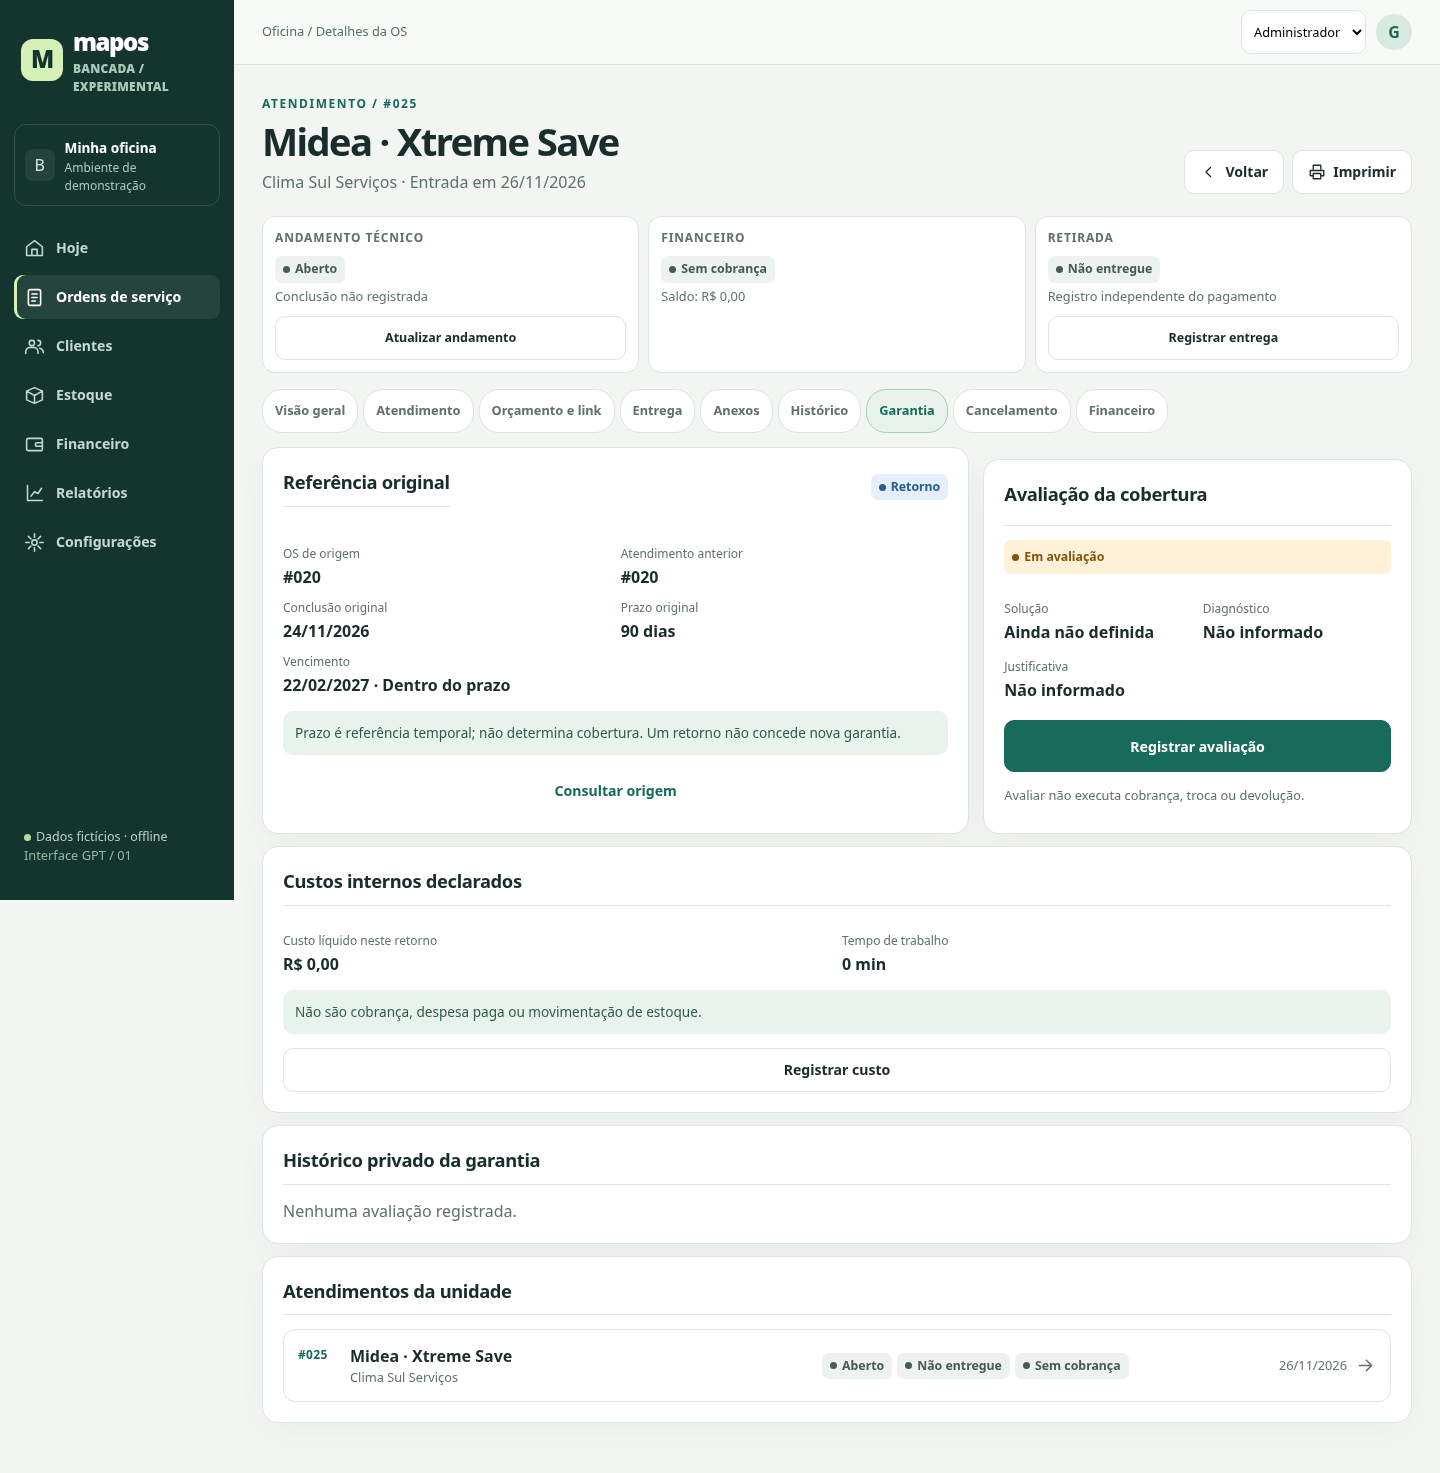 M
mapos
BANCADA /
EXPERIMENTAL
B
Minha oficina
Ambiente de
demonstração
Hoje
Ordens de serviço
Clientes
Estoque
Financeiro
Relatórios
Configurações
Dados fictícios · offline
Interface GPT / 01
Oficina / Detalhes da OS
Administrador
G
ATENDIMENTO / #025
Midea · Xtreme Save
Clima Sul Serviços · Entrada em 26/11/2026
Voltar
Imprimir
ANDAMENTO TÉCNICO
Aberto
Conclusão não registrada
Atualizar andamento
FINANCEIRO
Sem cobrança
Saldo: R$ 0,00
RETIRADA
Não entregue
Registro independente do pagamento
Registrar entrega
Visão geral
Atendimento
Orçamento e link
Entrega
Anexos
Histórico
Garantia
Cancelamento
Financeiro
Referência original
Retorno
OS de origem
#020
Atendimento anterior
#020
Conclusão original
24/11/2026
Prazo original
90 dias
Vencimento
22/02/2027 · Dentro do prazo
Prazo é referência temporal; não determina cobertura. Um retorno não concede nova garantia.
Consultar origem
Avaliação da cobertura
Em avaliação
Solução
Ainda não definida
Diagnóstico
Não informado
Justificativa
Não informado
Registrar avaliação
Avaliar não executa cobrança, troca ou devolução.
Custos internos declarados
Custo líquido neste retorno
R$ 0,00
Tempo de trabalho
0 min
Não são cobrança, despesa paga ou movimentação de estoque.
Registrar custo
Histórico privado da garantia
Nenhuma avaliação registrada.
Atendimentos da unidade
#025
Midea · Xtreme Save
Clima Sul Serviços
Aberto
Não entregue
Sem cobrança
26/11/2026